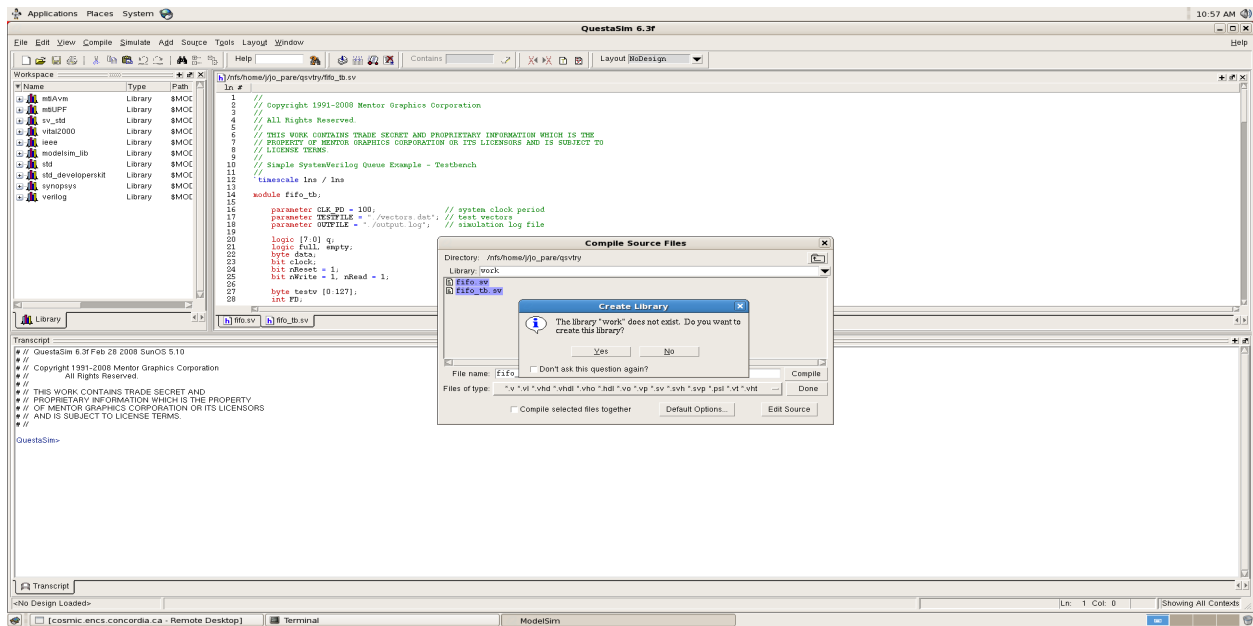 Applications Places System
10:57 AM
QuestaSim 6.3f
File Edit View Compile Simulate Add Source Tools Layout Window
Help
Help
Contains
Layout NoDesign
Workspace
Name Type Path
mtiAvm Library $MOD
mtiUPF Library $MOD
sv_std Library $MOD
vital2000 Library $MOD
ieee Library $MOD
modelsim_lib Library $MOD
std Library $MOD
std_developerskit Library $MOD
synopsys Library $MOD
verilog Library $MOD
Library
/nfs/home/j/jo_pare/qsvtry/fifo_tb.sv
ln #
1 //
2 // Copyright 1991-2008 Mentor Graphics Corporation
3 //
4 // All Rights Reserved.
5 //
6 // THIS WORK CONTAINS TRADE SECRET AND PROPRIETARY INFORMATION WHICH IS THE
7 // PROPERTY OF MENTOR GRAPHICS CORPORATION OR ITS LICENSORS AND IS SUBJECT TO
8 // LICENSE TERMS.
9 //
10 // Simple SystemVerilog Queue Example - Testbench
11 //
12 `timescale 1ns / 1ns
13
14 module fifo_tb;
15
16 parameter CLK_PD = 100; // system clock period
17 parameter TESTFILE = "./vectors.dat"; // test vectors
18 parameter OUTFILE = "./output.log"; // simulation log file
19
20 logic [7:0] q;
21 logic full, empty;
22 byte data;
23 bit clock;
24 bit nReset = 1;
25 bit nWrite = 1, nRead = 1;
26
27 byte testv [0:127];
28 int FD;
fifo.sv fifo_tb.sv
Compile Source Files
Directory: /nfs/home/j/jo_pare/qsvtry
Library: work
fifo.sv
fifo_tb.sv
Create Library
The library "work" does not exist. Do you want to
create this library?
Yes No
Don't ask this question again?
File name: fifo_ Compile
Files of type: *.v *.vl *.vhd *.vhdl *.vho *.hdl *.vo *.vp *.sv *.svh *.svp *.psl *.vt *.vht Done
Compile selected files together Default Options... Edit Source
Transcript
# // QuestaSim 6.3f Feb 28 2008 SunOS 5.10
# //
# // Copyright 1991-2008 Mentor Graphics Corporation
# // All Rights Reserved.
# //
# // THIS WORK CONTAINS TRADE SECRET AND
# // PROPRIETARY INFORMATION WHICH IS THE PROPERTY
# // OF MENTOR GRAPHICS CORPORATION OR ITS LICENSORS
# // AND IS SUBJECT TO LICENSE TERMS.
# //
QuestaSim>
Transcript
<No Design Loaded> Ln: 1 Col: 0 Showing All Contexts
[cosmic.encs.concordia.ca - Remote Desktop] Terminal ModelSim